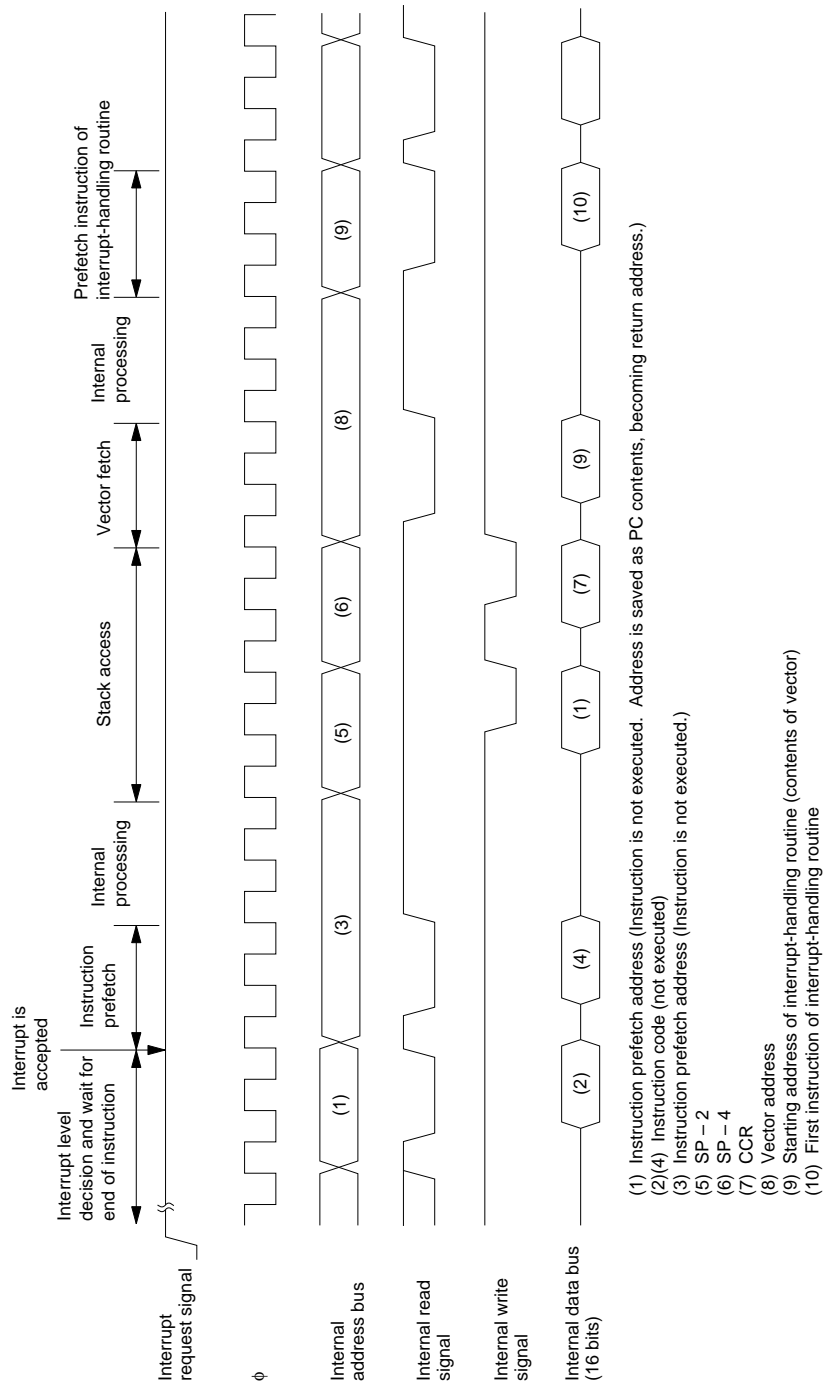 Interrupt is
accepted
Interrupt level
decision and wait for
end of instruction
Instruction
prefetch
Internal
processing
Stack access
Vector fetch
Internal
processing
Prefetch instruction of
interrupt-handling routine
Interrupt
request signal
φ
Internal
address bus
(1)
(3)
(5)
(6)
(8)
(9)
Internal read
signal
Internal write
signal
Internal data bus
(16 bits)
(2)
(4)
(1)
(7)
(9)
(10)
(1) Instruction prefetch address (Instruction is not executed. Address is saved as PC contents, becoming return address.)
(2)(4) Instruction code (not executed)
(3) Instruction prefetch address (Instruction is not executed.)
(5) SP – 2
(6) SP – 4
(7) CCR
(8) Vector address
(9) Starting address of interrupt-handling routine (contents of vector)
(10) First instruction of interrupt-handling routine